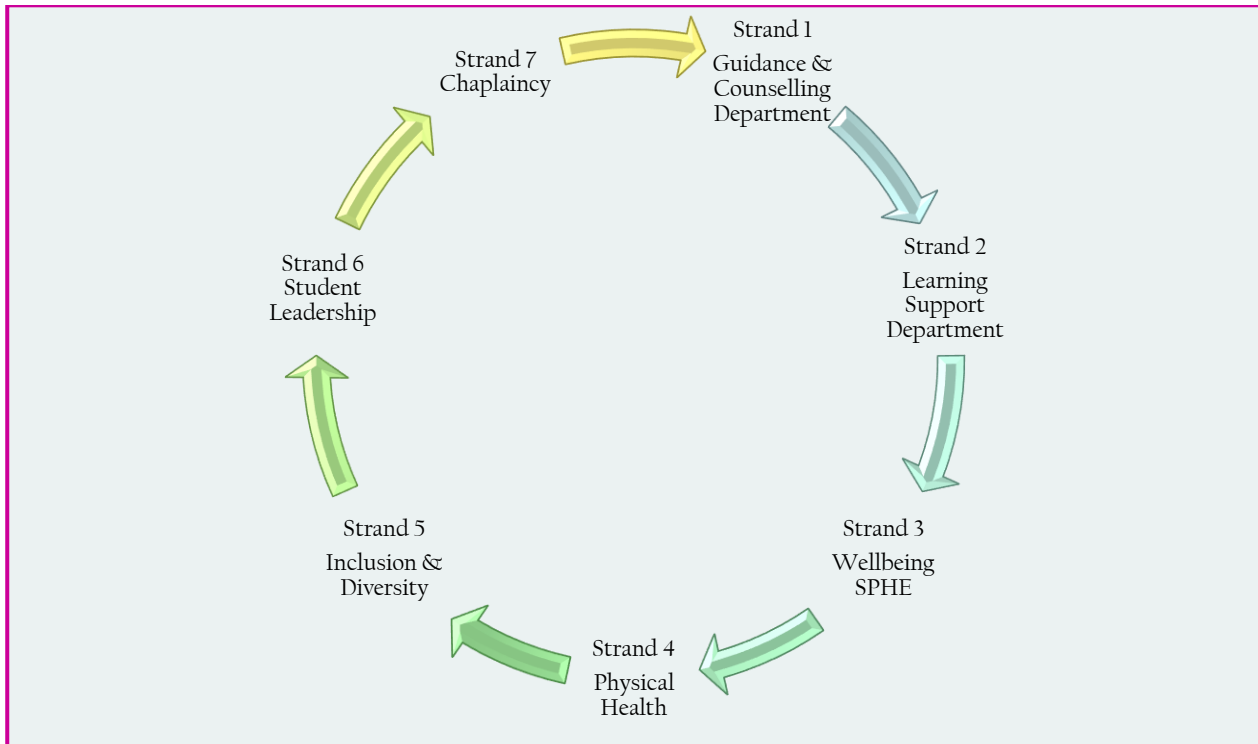 Strand 1
Guidance &
Counselling
Department
Strand 2
Learning
Support
Department
Strand 3
Wellbeing
SPHE
Strand 4
Physical
Health
Strand 5
Inclusion &
Diversity
Strand 6
Student
Leadership
Strand 7
Chaplaincy